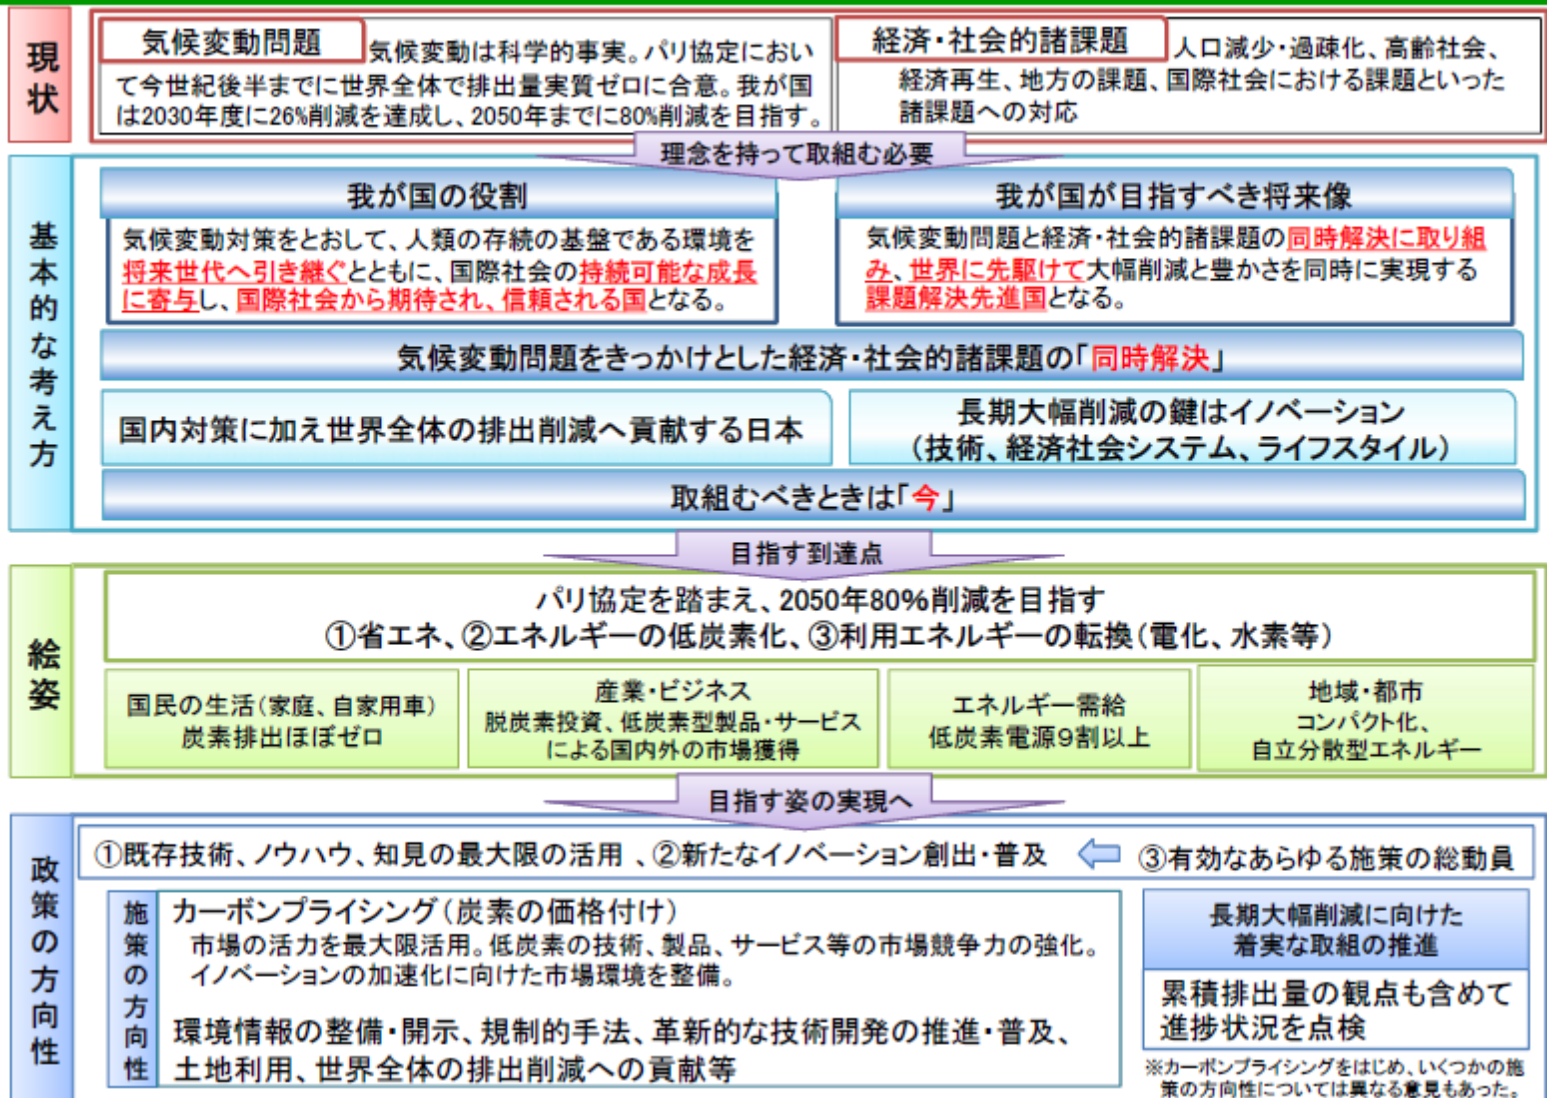 現状
気候変動問題
気候変動は科学的事実。パリ協定において今世紀後半までに世界全体で排出量実質ゼロに合意。我が国
は2030年度に26%削減を達成し、2050年までに80%削減を目指す。
経済・社会的諸課題
人口減少・過疎化、高齢社会、
経済再生、地方の課題、国際社会における課題といった
諸課題への対応
理念を持って取組む必要
基本的な考え方
我が国の役割
気候変動対策をとおして、人類の存続の基盤である環境を
将来世代へ引き継ぐとともに、国際社会の持続可能な成長
に寄与し、国際社会から期待され、信頼される国となる。
我が国が目指すべき将来像
気候変動問題と経済・社会的諸課題の同時解決に取り組
み、世界に先駆けて大幅削減と豊かさを同時に実現する
課題解決先進国となる。
気候変動問題をきっかけとした経済・社会的諸課題の「同時解決」
国内対策に加え世界全体の排出削減へ貢献する日本
長期大幅削減の鍵はイノベーション
（技術、経済社会システム、ライフスタイル）
取組むべきときは「今」
目指す到達点
絵姿
パリ協定を踏まえ、2050年80%削減を目指す
①省エネ、②エネルギーの低炭素化、③利用エネルギーの転換（電化、水素等）
国民の生活（家庭、自家用車）
炭素排出ほぼゼロ
産業・ビジネス
脱炭素投資、低炭素型製品・サービス
による国内外の市場獲得
エネルギー需給
低炭素電源9割以上
地域・都市
コンパクト化、
自立分散型エネルギー
目指す姿の実現へ
政策の方向性
①既存技術、ノウハウ、知見の最大限の活用 、②新たなイノベーション創出・普及
③有効なあらゆる施策の総動員
施策の方向性
カーボンプライシング（炭素の価格付け）
市場の活力を最大限活用。低炭素の技術、製品、サービス等の市場競争力の強化。
イノベーションの加速化に向けた市場環境を整備。
環境情報の整備・開示、規制的手法、革新的な技術開発の推進・普及、
土地利用、世界全体の排出削減への貢献等
長期大幅削減に向けた
着実な取組の推進
累積排出量の観点も含めて
進捗状況を点検
※カーボンプライシングをはじめ、いくつかの施
策の方向性については異なる意見もあった。